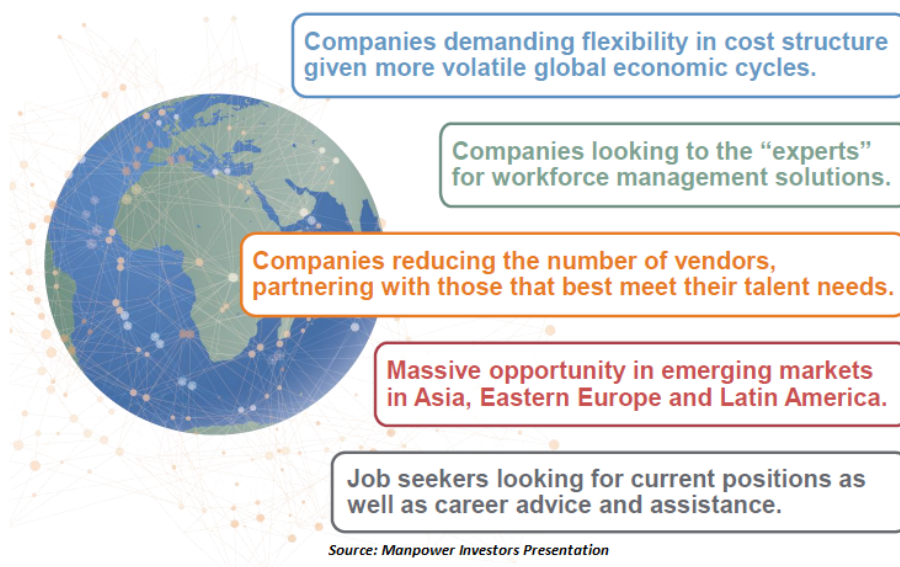 Companies demanding flexibility in cost structure
given more volatile global economic cycles.
Companies looking to the “experts”
for workforce management solutions.
Companies reducing the number of vendors,
partnering with those that best meet their talent needs.
Massive opportunity in emerging markets
in Asia, Eastern Europe and Latin America.
Job seekers looking for current positions as
well as career advice and assistance.
Source: Manpower Investors Presentation